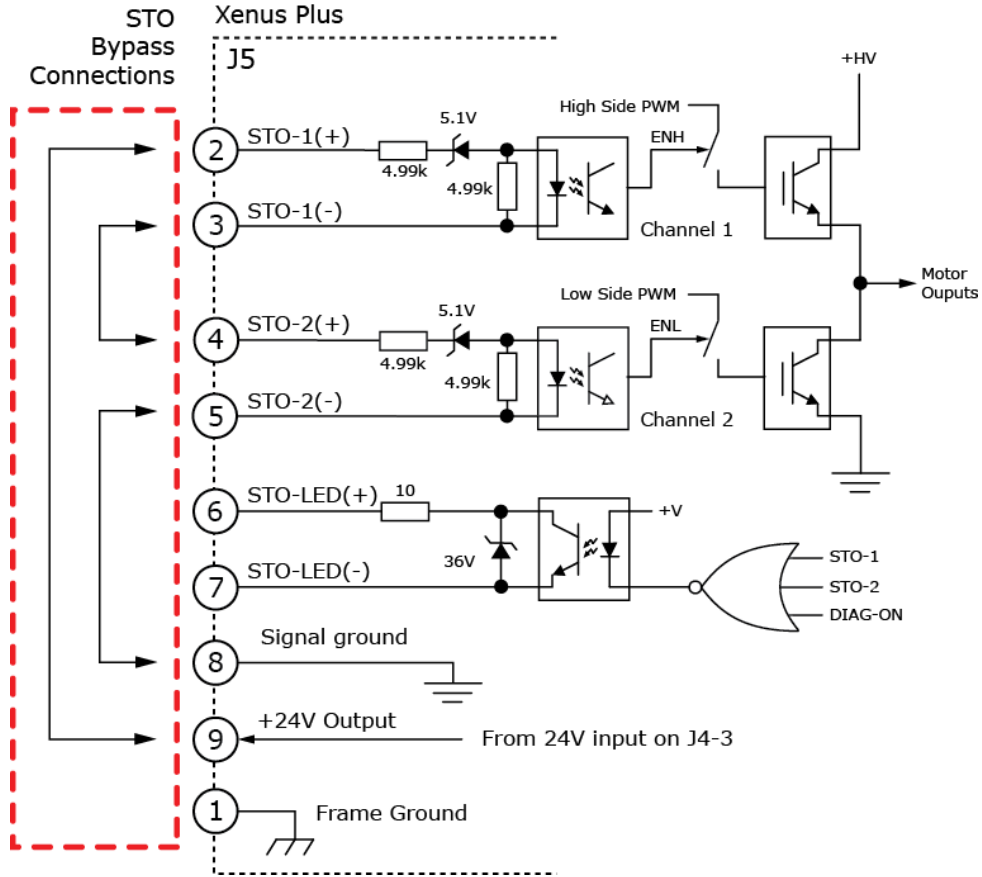 STO
Bypass
Connections
Xenus Plus
J5
+HV
High Side PWM
5.1V
2
STO-1(+)
ENH
4.99k
4.99k
3
STO-1(-)
Channel 1
Motor
Ouputs
Low Side PWM
5.1V
4
STO-2(+)
ENL
4.99k
4.99k
5
STO-2(-)
Channel 2
6
STO-LED(+)
10
+V
36V
7
STO-LED(-)
STO-1
STO-2
DIAG-ON
8
Signal ground
9
+24V Output
From 24V input on J4-3
1
Frame Ground